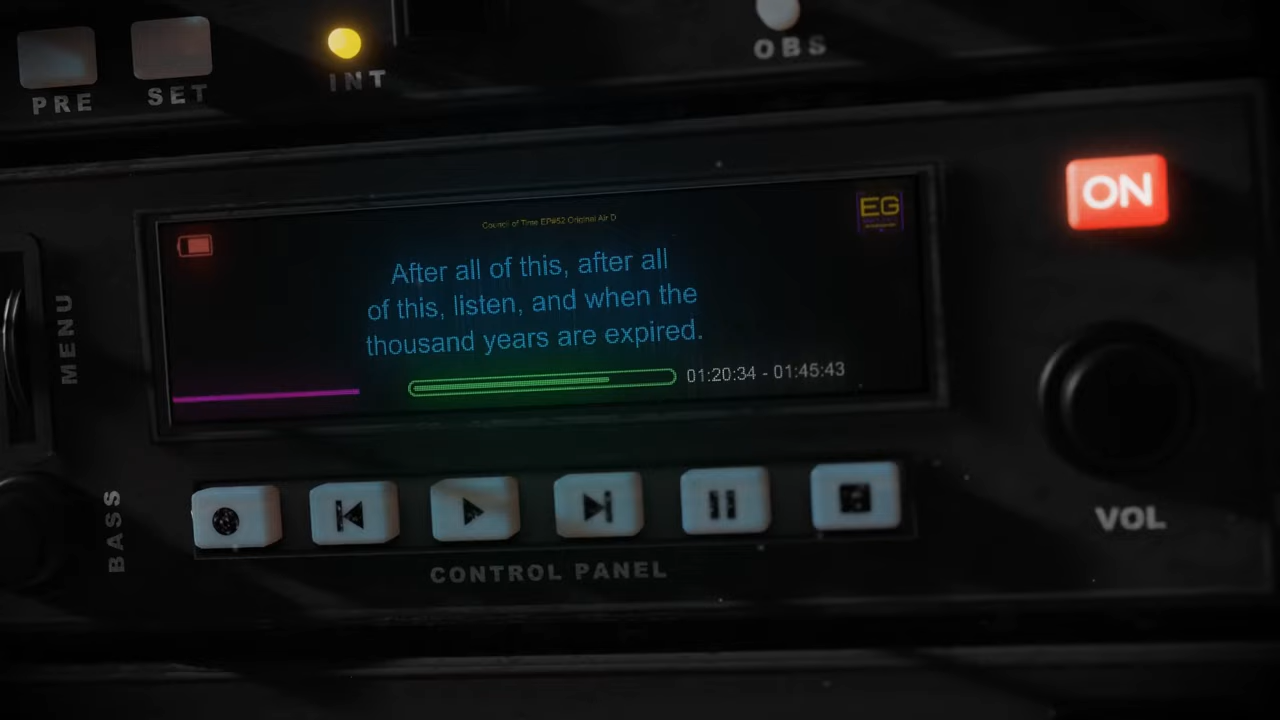 PRE
SET
INT
OBS
ON
Council of Time EP#52 Original Air D
EG
After all of this, after all
of this, listen, and when the
thousand years are expired.
01:20:34 - 01:45:43
MENU
BASS
VOL
CONTROL PANEL